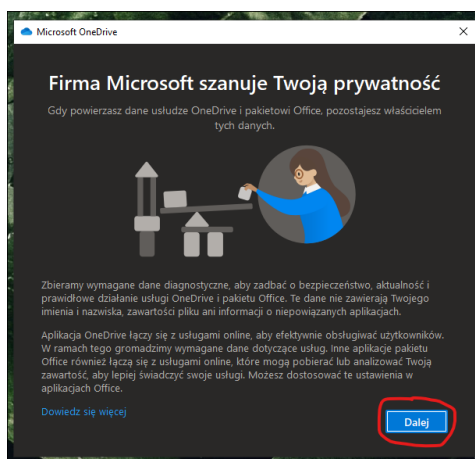 Microsoft OneDrive
Firma Microsoft szanuje Twoją prywatność
Gdy powierzasz dane usłudze OneDrive i pakietowi Office, pozostajesz właścicielem
tych danych.
Zbieramy wymagane dane diagnostyczne, aby zadbać o bezpieczeństwo, aktualność i
prawidłowe działanie usługi OneDrive i pakietu Office. Te dane nie zawierają Twojego
imienia i nazwiska, zawartości pliku ani informacji o niepowiązanych aplikacjach.
Aplikacja OneDrive łączy się z usługami online, aby efektywnie obsługiwać użytkowników.
W ramach tego gromadzimy wymagane dane dotyczące usług. Inne aplikacje pakietu
Office również łączą się z usługami online, które mogą pobierać lub analizować Twoją
zawartość, aby lepiej świadczyć swoje usługi. Możesz dostosować te ustawienia w
aplikacjach Office.
Dowiedz się więcej
Dalej